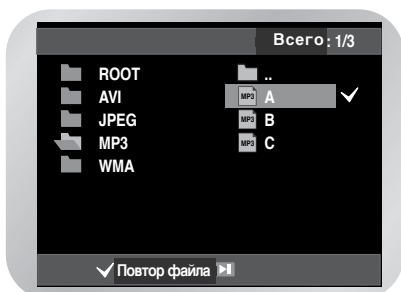 Всего: 1/3
ROOT
AVI
JPEG
MP3
WMA
..
MP3 A
MP3 B
MP3 C
Повтор файла